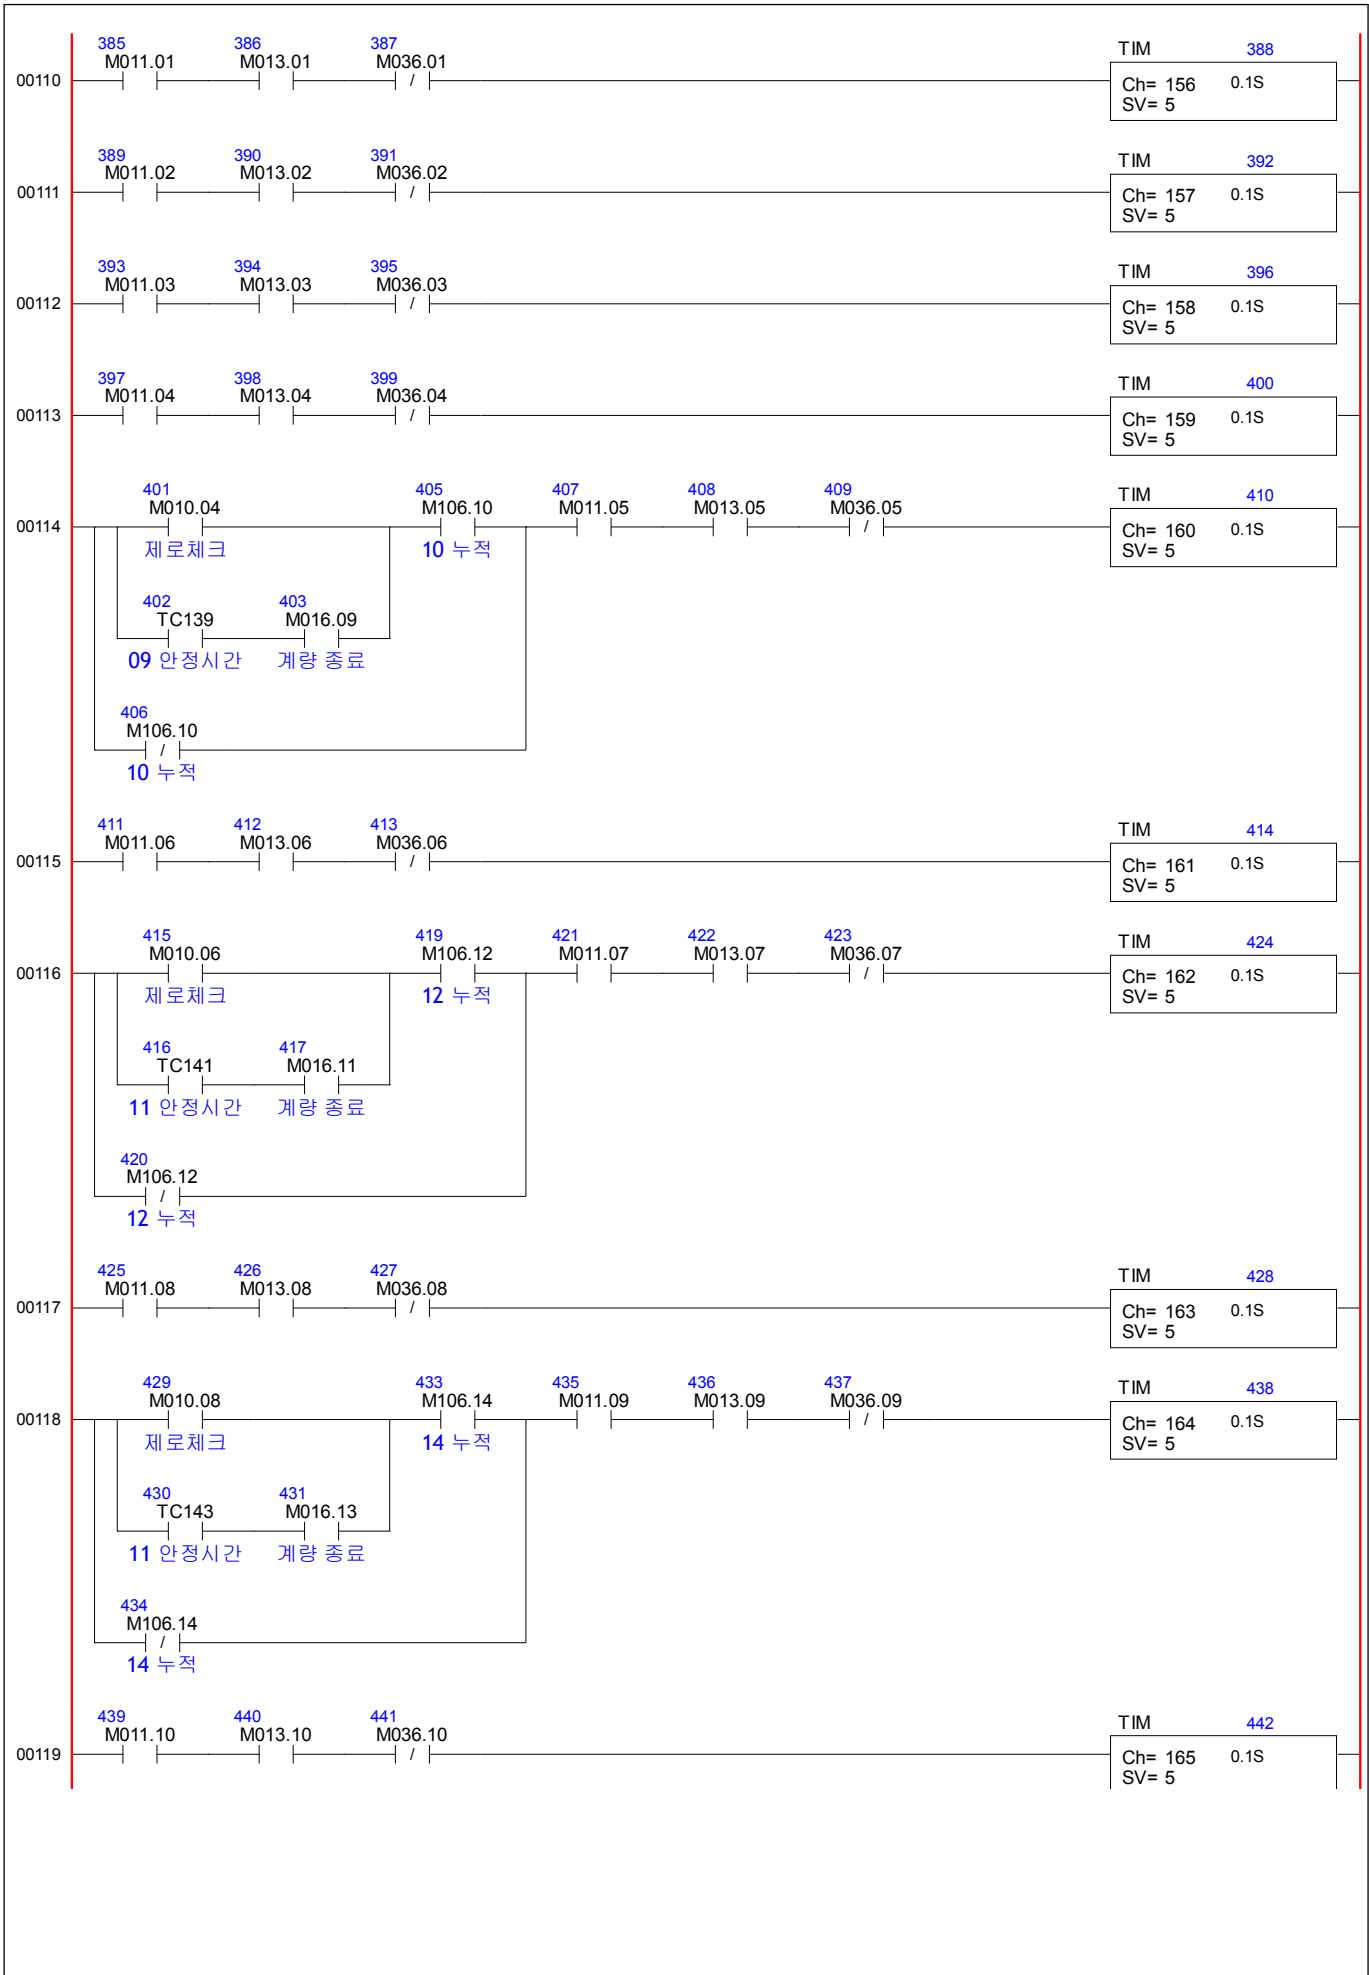 385 386 387
M011.01 M013.01 M036.01 TIM 388
00110 / Ch= 156 0.1S
SV= 5
389 390 391
M011.02 M013.02 M036.02 TIM 392
00111 / Ch= 157 0.1S
SV= 5
393 394 395
M011.03 M013.03 M036.03 TIM 396
00112 / Ch= 158 0.1S
SV= 5
397 398 399
M011.04 M013.04 M036.04 TIM 400
00113 / Ch= 159 0.1S
SV= 5
401 405 407 408 409
M010.04 M106.10 M011.05 M013.05 M036.05 TIM 410
00114 / Ch= 160 0.1S
제로체크 10 누적 SV= 5
402 403
TC139 M016.09
09 안정시간 계량 종료
406
M106.10
/
10 누적
411 412 413
M011.06 M013.06 M036.06 TIM 414
00115 / Ch= 161 0.1S
SV= 5
415 419 421 422 423
M010.06 M106.12 M011.07 M013.07 M036.07 TIM 424
00116 / Ch= 162 0.1S
제로체크 12 누적 SV= 5
416 417
TC141 M016.11
11 안정시간 계량 종료
420
M106.12
/
12 누적
425 426 427
M011.08 M013.08 M036.08 TIM 428
00117 / Ch= 163 0.1S
SV= 5
429 433 435 436 437
M010.08 M106.14 M011.09 M013.09 M036.09 TIM 438
00118 / Ch= 164 0.1S
제로체크 14 누적 SV= 5
430 431
TC143 M016.13
11 안정시간 계량 종료
434
M106.14
/
14 누적
439 440 441
M011.10 M013.10 M036.10 TIM 442
00119 / Ch= 165 0.1S
SV= 5